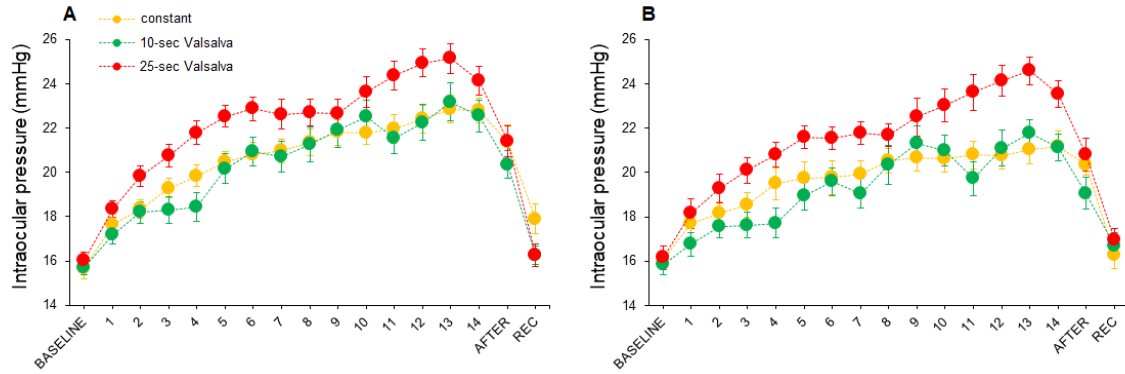 A
constant
10-sec Valsalva
25-sec Valsalva
Intraocular pressure (mmHg)
26
24
22
20
18
16
14
BASELINE 1 2 3 4 5 6 7 8 9 10 11 12 13 14 AFTER REC
B
Intraocular pressure (mmHg)
26
24
22
20
18
16
14
BASELINE 1 2 3 4 5 6 7 8 9 10 11 12 13 14 AFTER REC